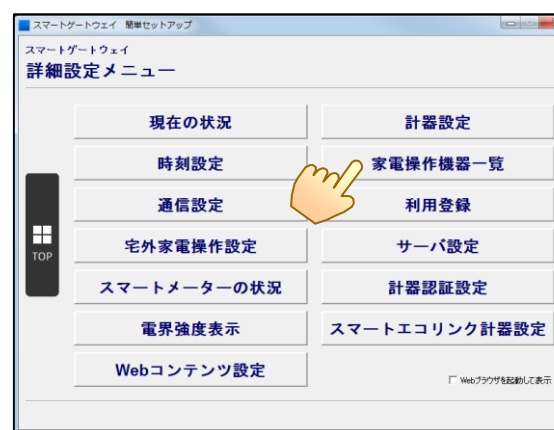 スマートゲートウェイ 簡単セットアップ
スマートゲートウェイ
詳細設定メニュー
現在の状況
計器設定
時刻設定
家電操作機器一覧
通信設定
利用登録
TOP
宅外家電操作設定
サーバ設定
スマートメーターの状況
計器認証設定
電界強度表示
スマートエコリンク計器設定
Webコンテンツ設定
Webブラウザを起動して表示